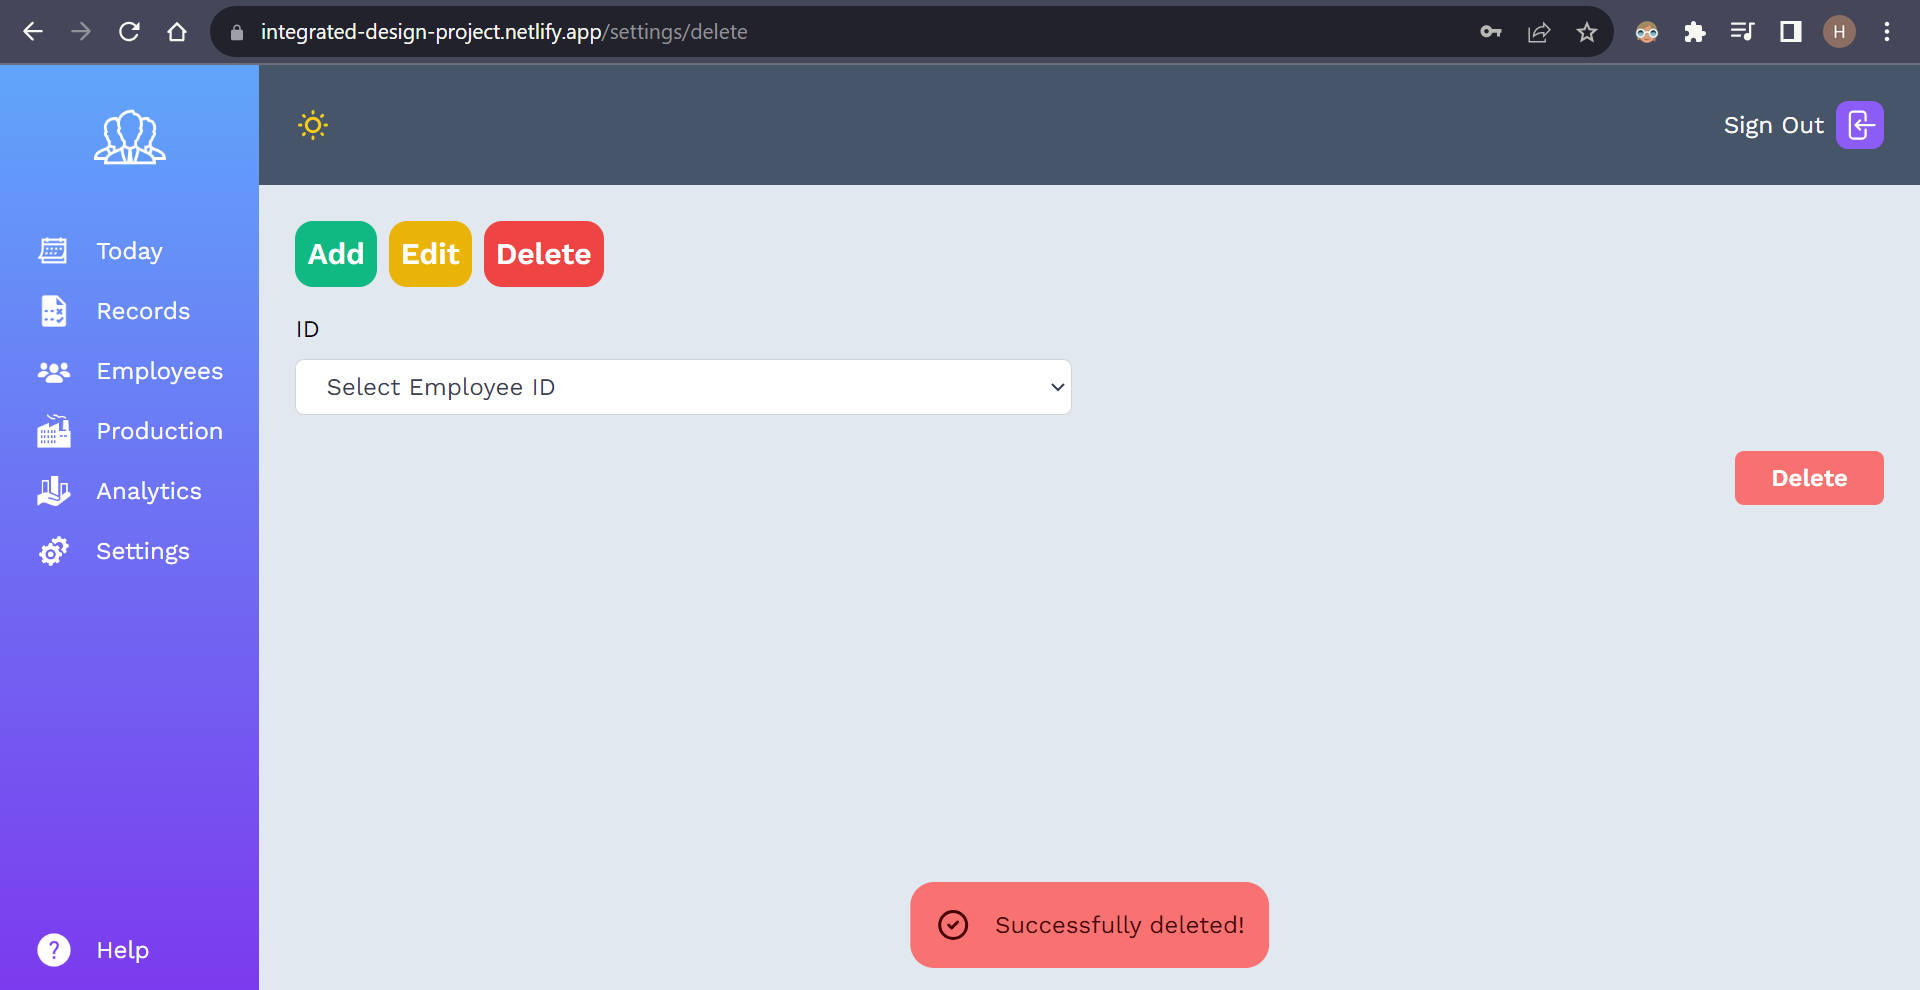 integrated-design-project.netlify.app/settings/delete
H
Sign Out
Today
Records
Employees
Production
Analytics
Settings
? Help
Add Edit Delete
ID
Select Employee ID
Delete
Successfully deleted!